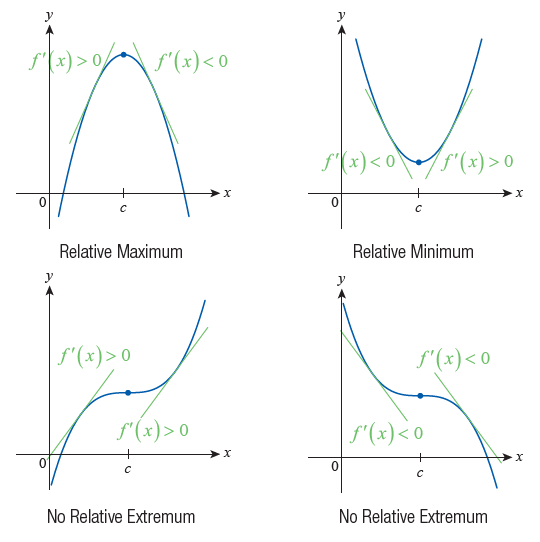 y
y
f′(x) > 0
f′(x) < 0
0
c
x
f′(x) < 0
f′(x) > 0
0
c
x
Relative Maximum
Relative Minimum
y
y
f′(x) > 0
f′(x) > 0
0
c
x
f′(x) < 0
f′(x) < 0
0
c
x
No Relative Extremum
No Relative Extremum